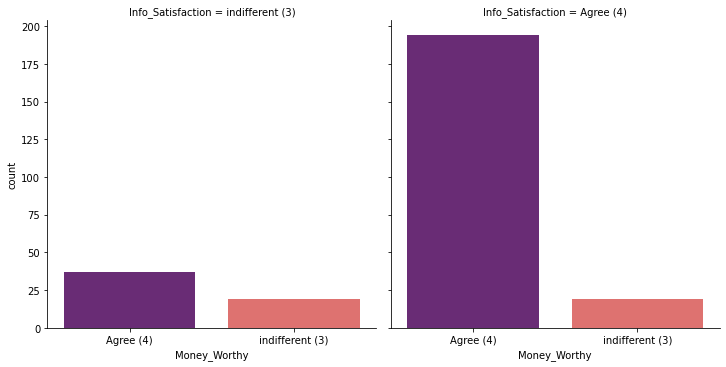 Info_Satisfaction = indifferent (3)
Info_Satisfaction = Agree (4)
200
175
150
125
100
75
50
25
0
count
Agree (4)
indifferent (3)
Money_Worthy
Agree (4)
indifferent (3)
Money_Worthy